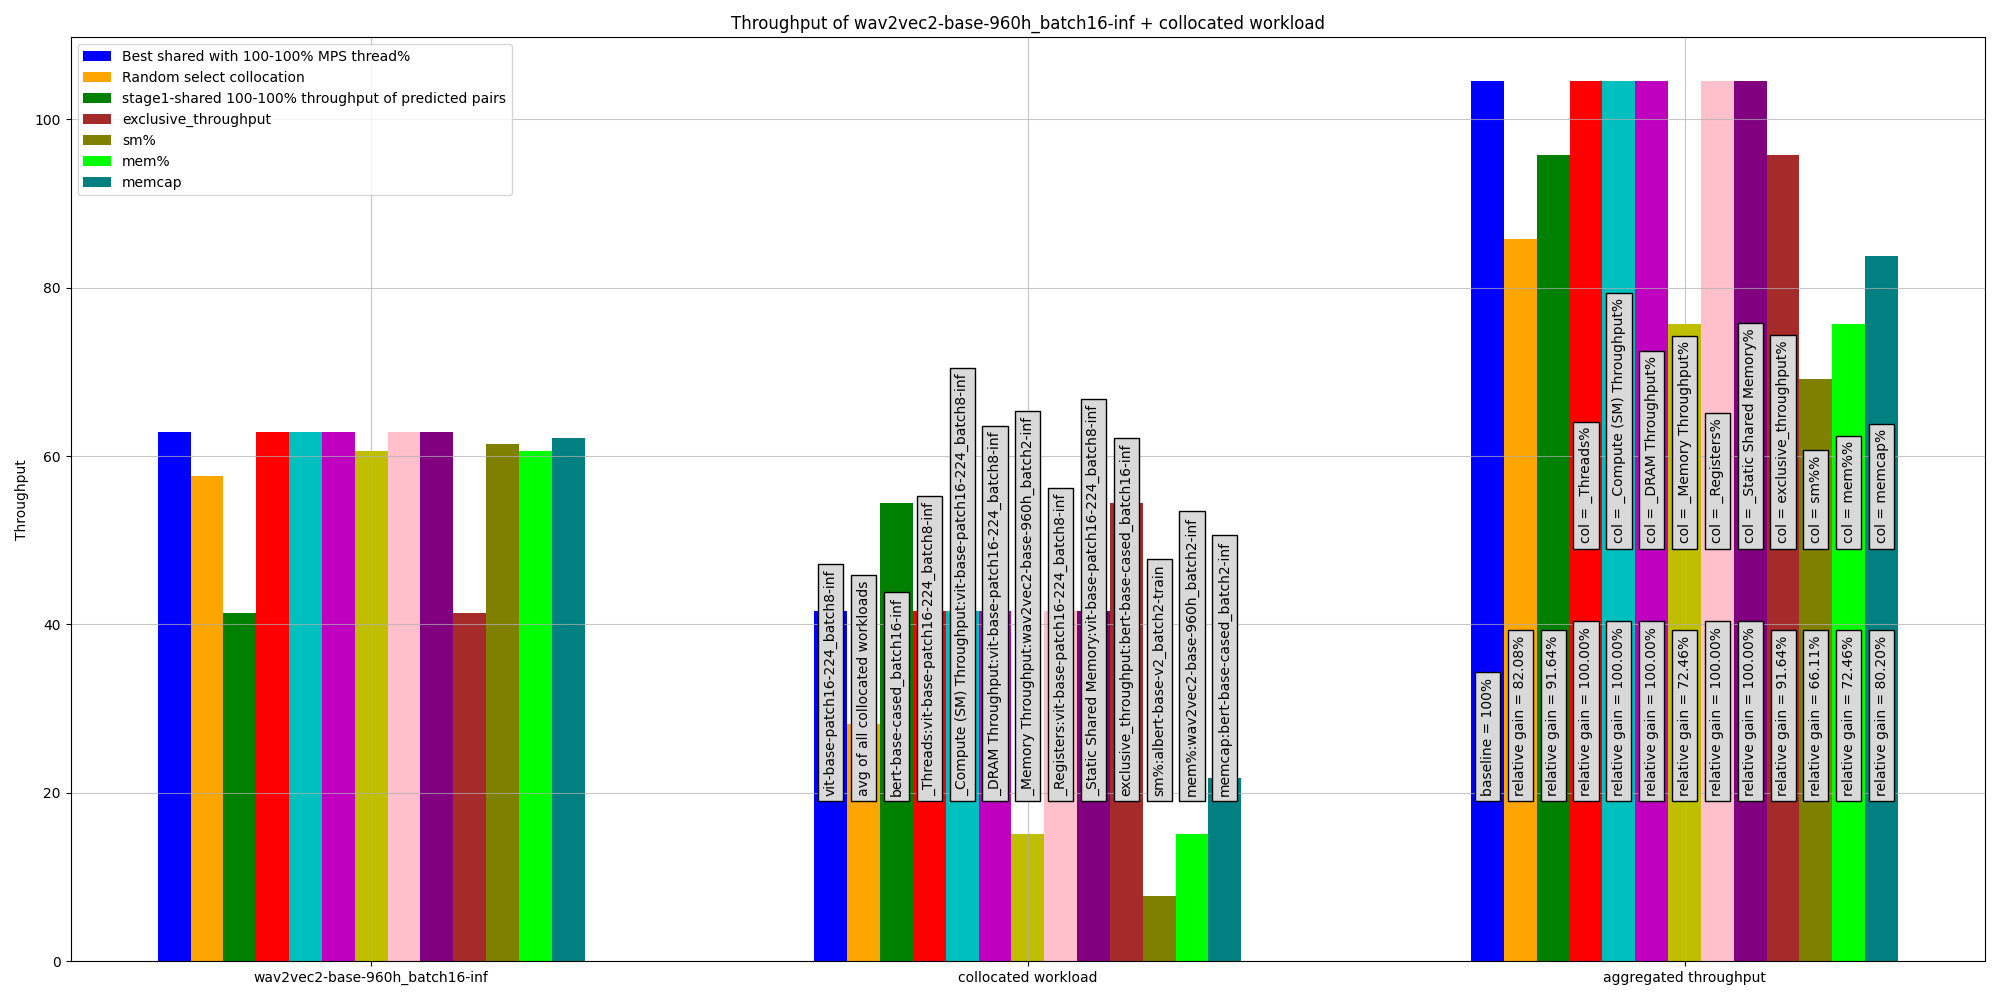 Throughput of wav2vec2-base-960h_batch16-inf + collocated workload
Best shared with 100-100% MPS thread%
Random select collocation
stage1-shared 100-100% throughput of predicted pairs
exclusive_throughput
sm%
mem%
memcap
Throughput
100
80
60
40
20
0
vit-base-patch16-224_batch8-inf
avg of all collocated workloads
bert-base-cased_batch16-inf
_Threads:vit-base-patch16-224_batch8-inf
_Compute (SM) Throughput:vit-base-patch16-224_batch8-inf
_DRAM Throughput:vit-base-patch16-224_batch8-inf
_Memory Throughput:wav2vec2-base-960h_batch2-inf
_Registers:vit-base-patch16-224_batch8-inf
_Static Shared Memory:vit-base-patch16-224_batch8-inf
exclusive_throughput:bert-base-cased_batch16-inf
sm%:albert-base-v2_batch2-train
mem%:wav2vec2-base-960h_batch2-inf
memcap:bert-base-cased_batch2-inf
col = _Threads%
col = _Compute (SM) Throughput%
col = _DRAM Throughput%
col = _Memory Throughput%
col = _Registers%
col = _Static Shared Memory%
col = exclusive_throughput%
col = sm%%
col = mem%%
col = memcap%
baseline = 100%
relative gain = 82.08%
relative gain = 91.64%
relative gain = 100.00%
relative gain = 100.00%
relative gain = 100.00%
relative gain = 72.46%
relative gain = 100.00%
relative gain = 100.00%
relative gain = 91.64%
relative gain = 66.11%
relative gain = 72.46%
relative gain = 80.20%
wav2vec2-base-960h_batch16-inf
collocated workload
aggregated throughput